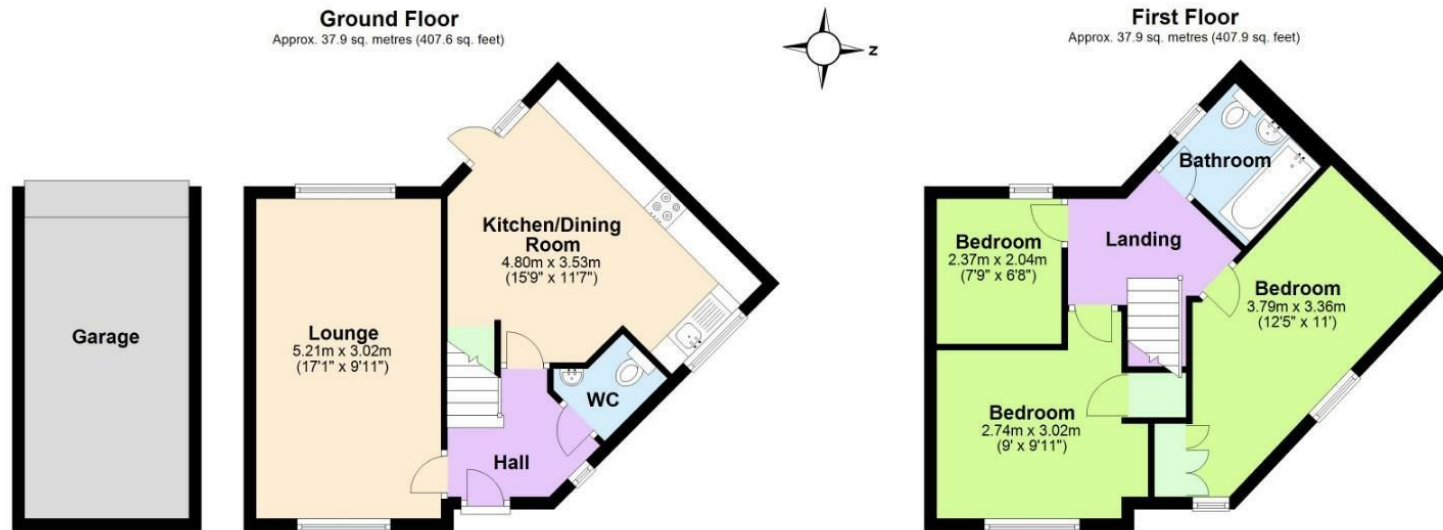 Ground Floor
Approx. 37.9 sq. metres (407.6 sq. feet)
Kitchen/Dining
Room
4.80m x 3.53m
(15'9" x 11'7")
Garage
Lounge
5.21m x 3.02m
(17'1" x 9'11")
WC
Hall
z
First Floor
Approx. 37.9 sq. metres (407.9 sq. feet)
Bathroom
Bedroom
2.37m x 2.04m
(7'9" x 6'8")
Landing
Bedroom
3.79m x 3.36m
(12'5" x 11')
Bedroom
2.74m x 3.02m
(9' x 9'11")